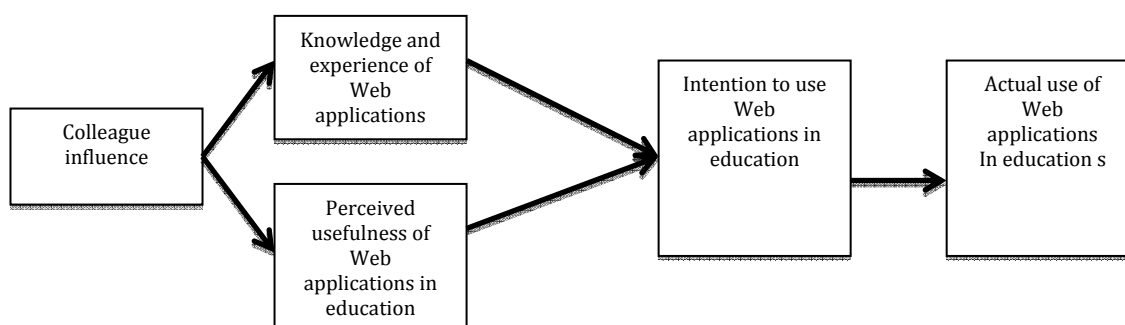 Colleague
influence
Knowledge and
experience of
Web
applications
Perceived
usefulness of
Web
applications in
education
Intention to use
Web
applications in
education
Actual use of
Web
applications
In education s